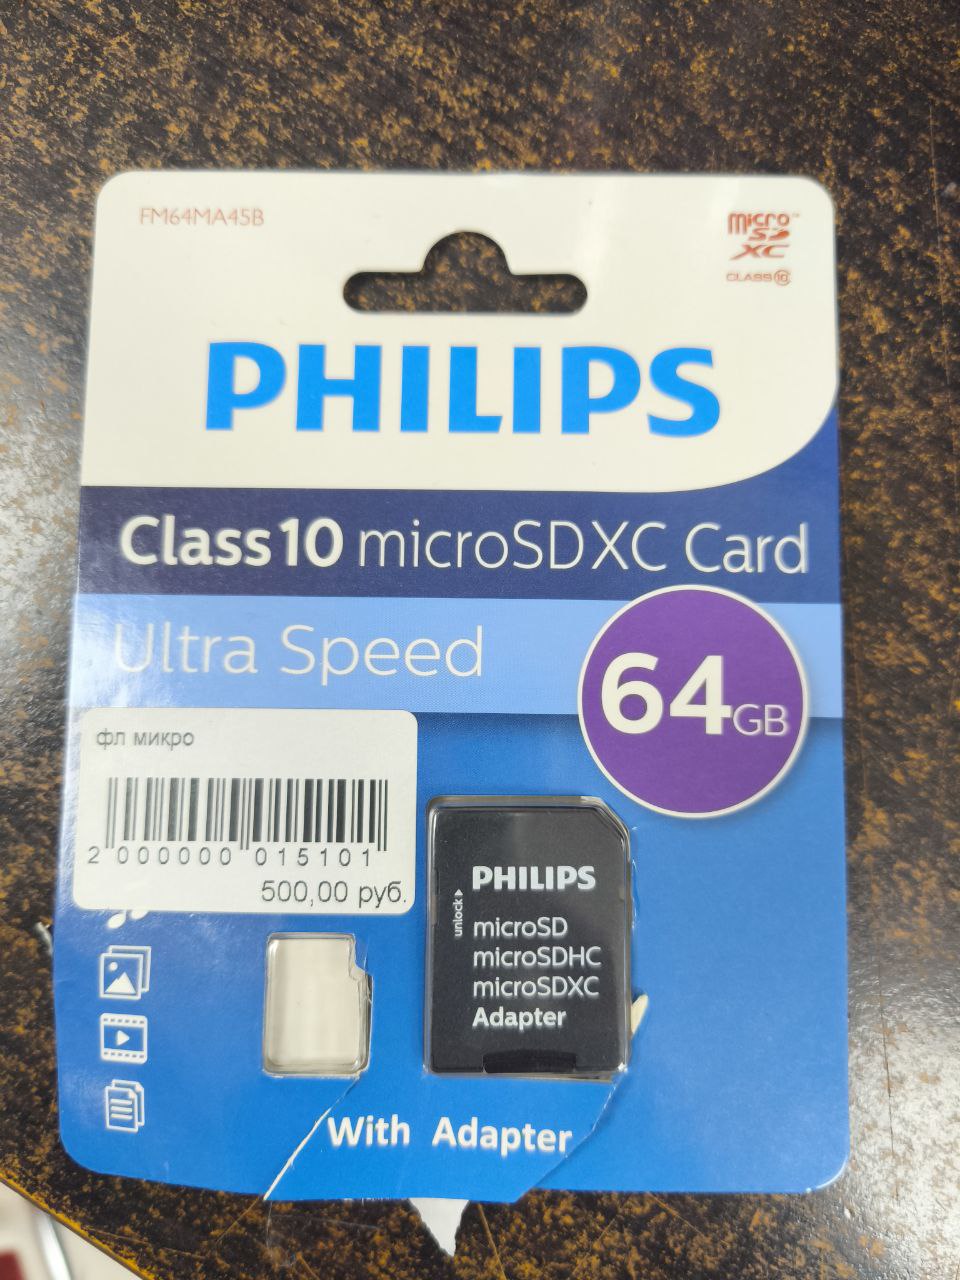 FM64MA45B
micro
SD
XC
CLASS 10
PHILIPS
Class 10 microSDXC Card
Ultra Speed
64GB
фл микро
2 000000 015101
500,00 руб.
PHILIPS
unlock
microSD
microSDHC
microSDXC
Adapter
With Adapter